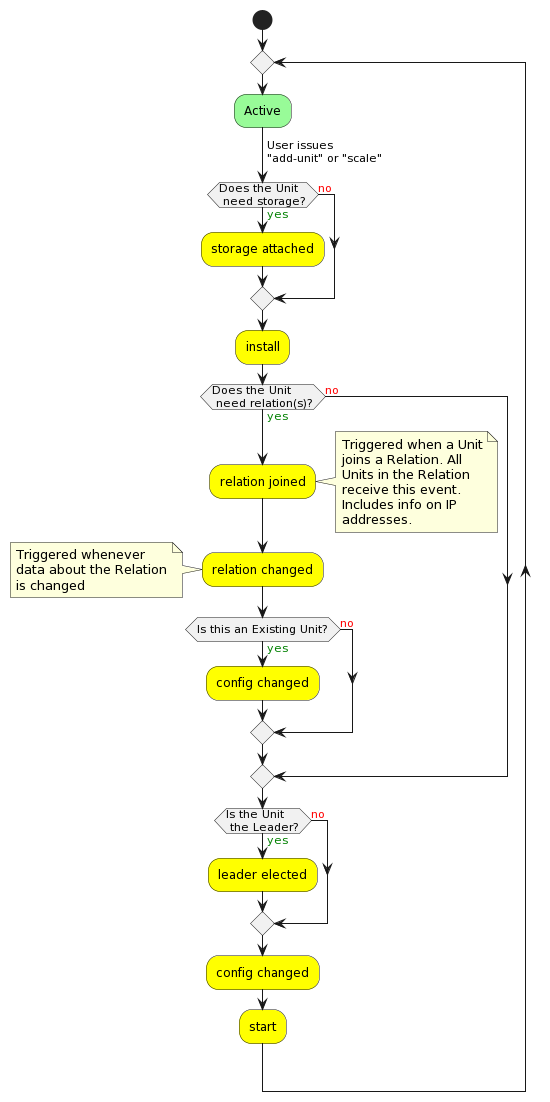 Active
User issues
"add-unit" or "scale"
Does the Unit
need storage?
no
yes
storage attached
install
Does the Unit
need relation(s)?
no
yes
Triggered when a Unit
joins a Relation. All
Units in the Relation
receive this event.
Includes info on IP
addresses.
relation joined
Triggered whenever
data about the Relation
is changed
relation changed
Is this an Existing Unit?
no
yes
config changed
Is the Unit
the Leader?
no
yes
leader elected
config changed
start